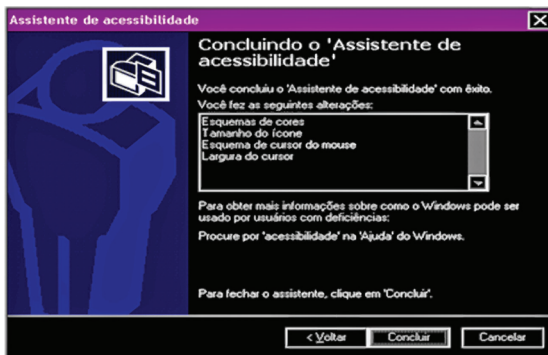 Assistente de acessibilidade
Concluindo o 'Assistente de
acessibilidade'
Você concluiu o 'Assistente de acessibilidade' com êxito.
Você fez as seguintes alterações:
Esquemas de cores
Tamanho do ícone
Esquema de cursor do mouse
Largura do cursor
Para obter mais informações sobre como o Windows pode ser
usado por usuários com deficiências:
Procure por 'acessibilidade' na 'Ajuda' do Windows.
Para fechar o assistente, clique em 'Concluir'.
< Voltar Concluir Cancelar